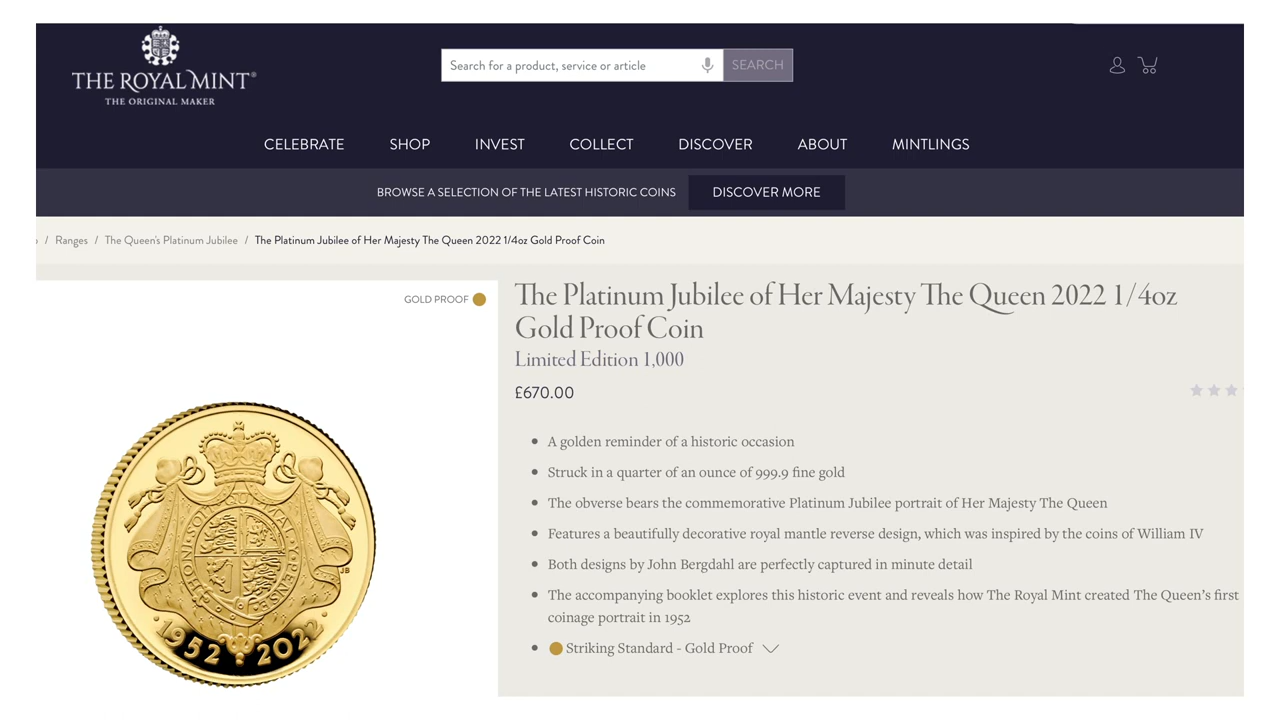 THE ROYAL MINT®
THE ORIGINAL MAKER
Search for a product, service or article
SEARCH
CELEBRATE SHOP INVEST COLLECT DISCOVER ABOUT MINTLINGS
BROWSE A SELECTION OF THE LATEST HISTORIC COINS DISCOVER MORE
/ Ranges / The Queen's Platinum Jubilee / The Platinum Jubilee of Her Majesty The Queen 2022 1/4oz Gold Proof Coin
GOLD PROOF
The Platinum Jubilee of Her Majesty The Queen 2022 1/4oz
Gold Proof Coin
Limited Edition 1,000
£670.00
• A golden reminder of a historic occasion
• Struck in a quarter of an ounce of 999.9 fine gold
• The obverse bears the commemorative Platinum Jubilee portrait of Her Majesty The Queen
• Features a beautifully decorative royal mantle reverse design, which was inspired by the coins of William IV
• Both designs by John Bergdahl are perfectly captured in minute detail
• The accompanying booklet explores this historic event and reveals how The Royal Mint created The Queen's first
coinage portrait in 1952
• Striking Standard - Gold Proof
JB
1952 2022